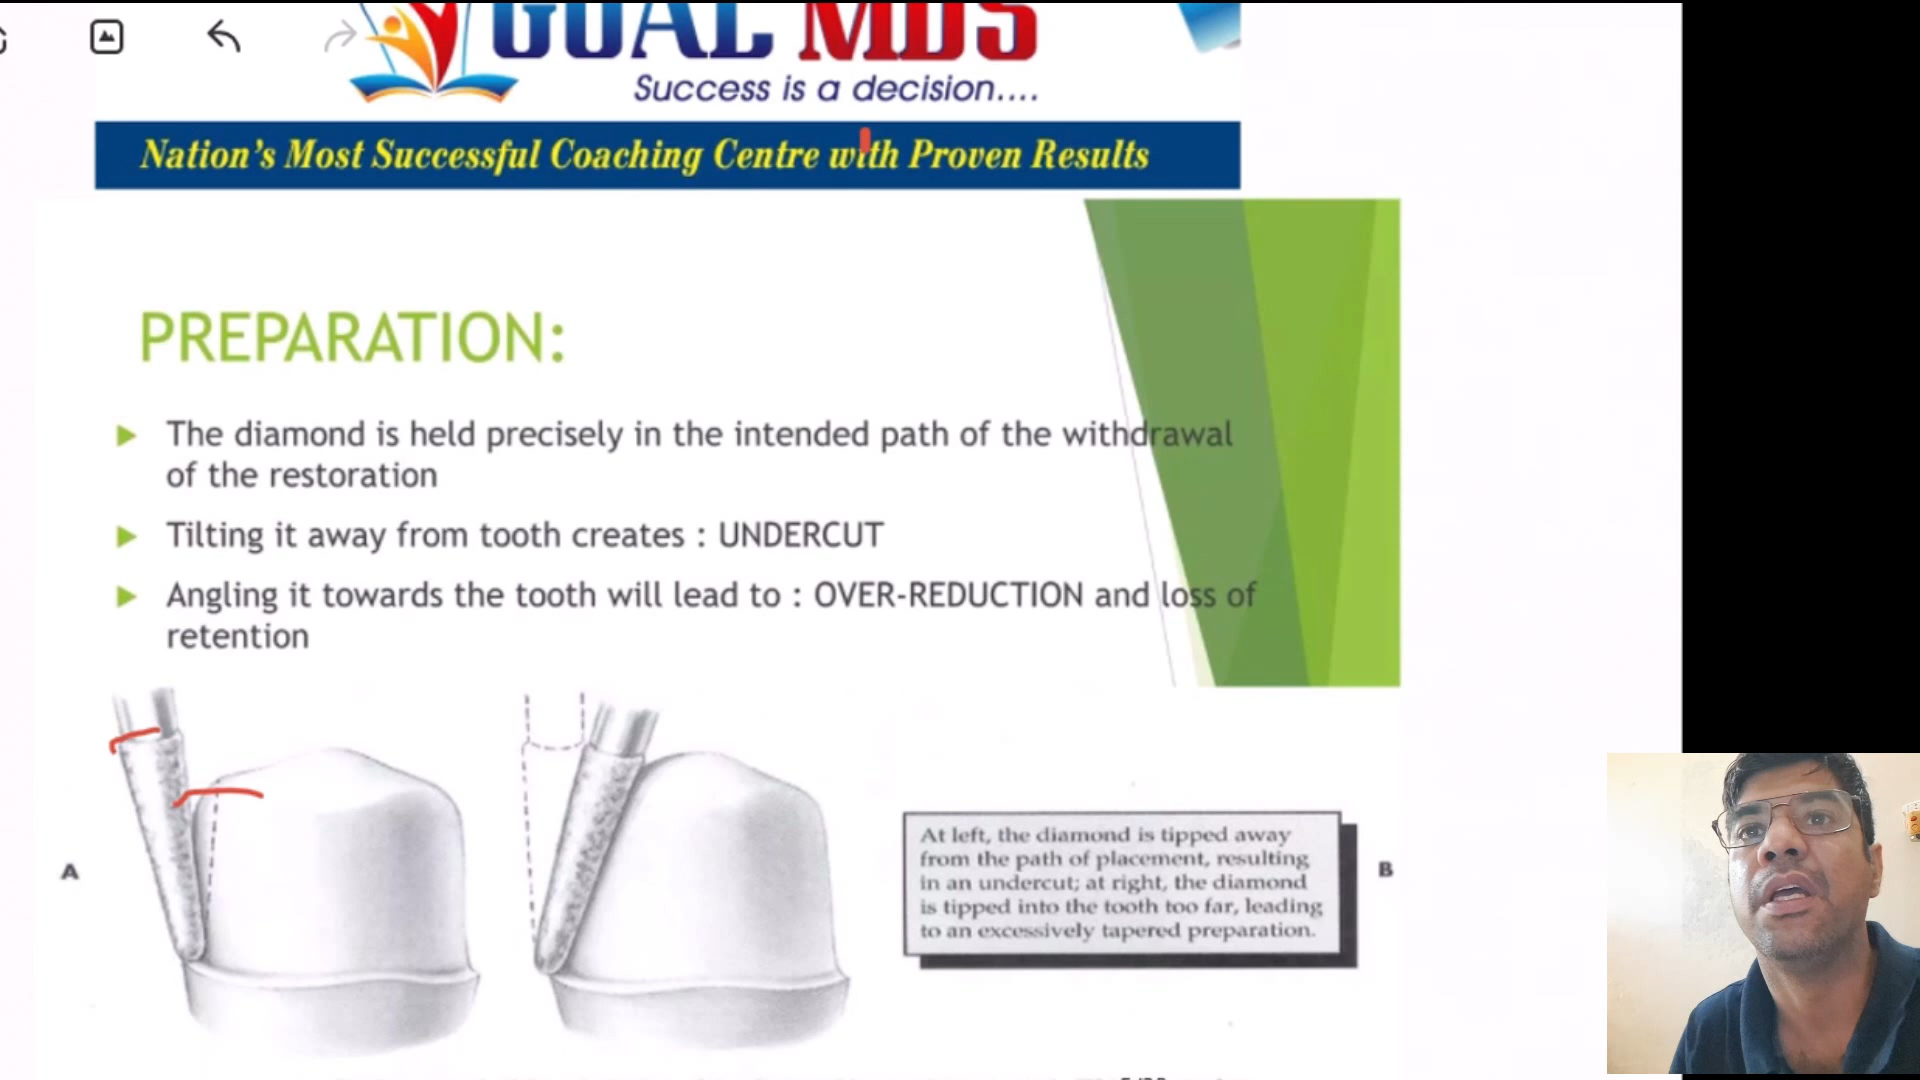 GOAL MDS
Success is a decision....
Nation's Most Successful Coaching Centre with Proven Results
PREPARATION:
▶ The diamond is held precisely in the intended path of the withdrawal
of the restoration
▶ Tilting it away from tooth creates : UNDERCUT
▶ Angling it towards the tooth will lead to : OVER-REDUCTION and loss of
retention
A
At left, the diamond is tipped away
from the path of placement, resulting
in an undercut; at right, the diamond
is tipped into the tooth too far, leading
to an excessively tapered preparation.
B